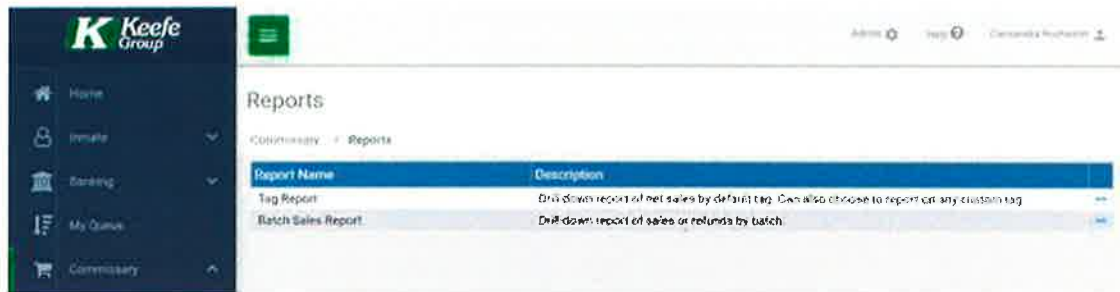 K Keefe
Group
Admin
Help
Home
Inmate
Banking
My Queue
Commissary
Reports
Commissary > Reports
Report Name Description
Tag Report Drill down report of net sales by default tag. Can also choose to report on any custom tag
Batch Sales Report Drill down report of sales or refunds by batch.